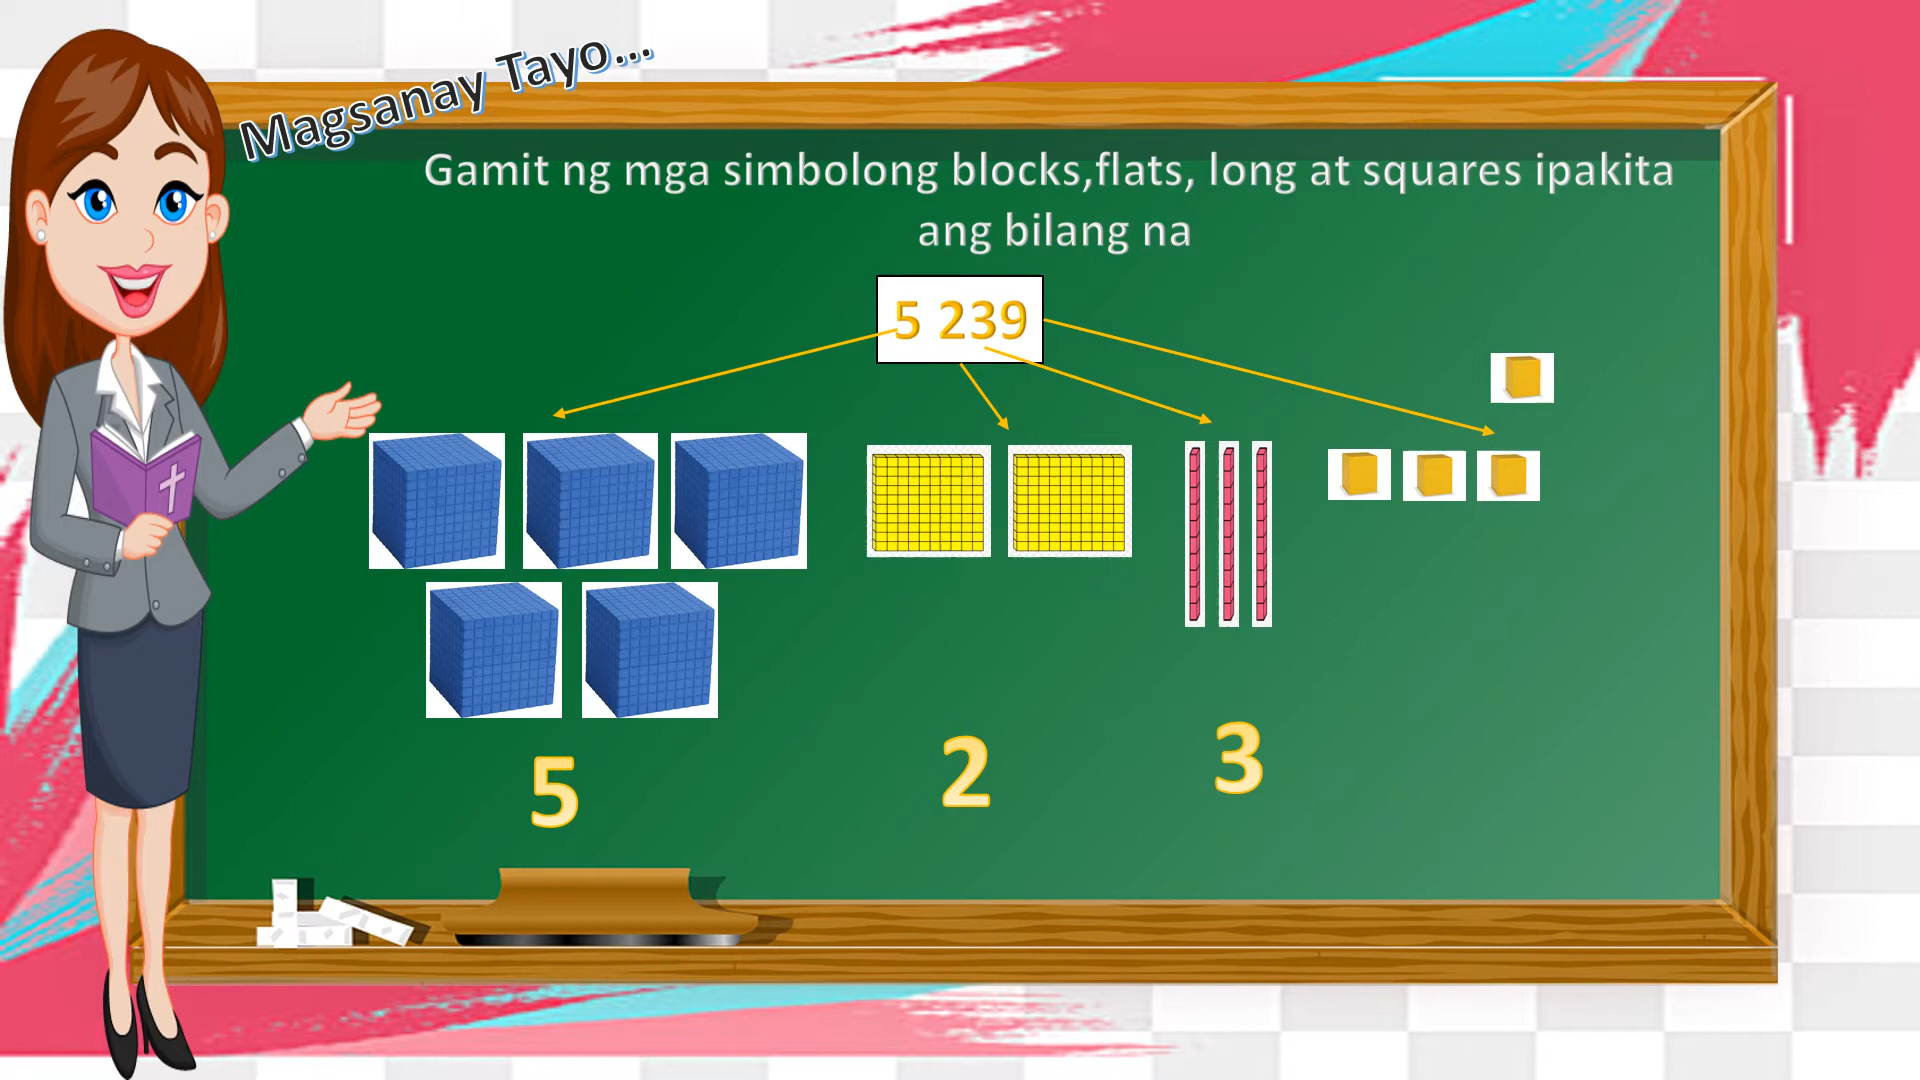 Magsanay Tayo...
Gamit ng mga simbolong blocks,flats, long at squares ipakita
ang bilang na
5 239
5
2
3